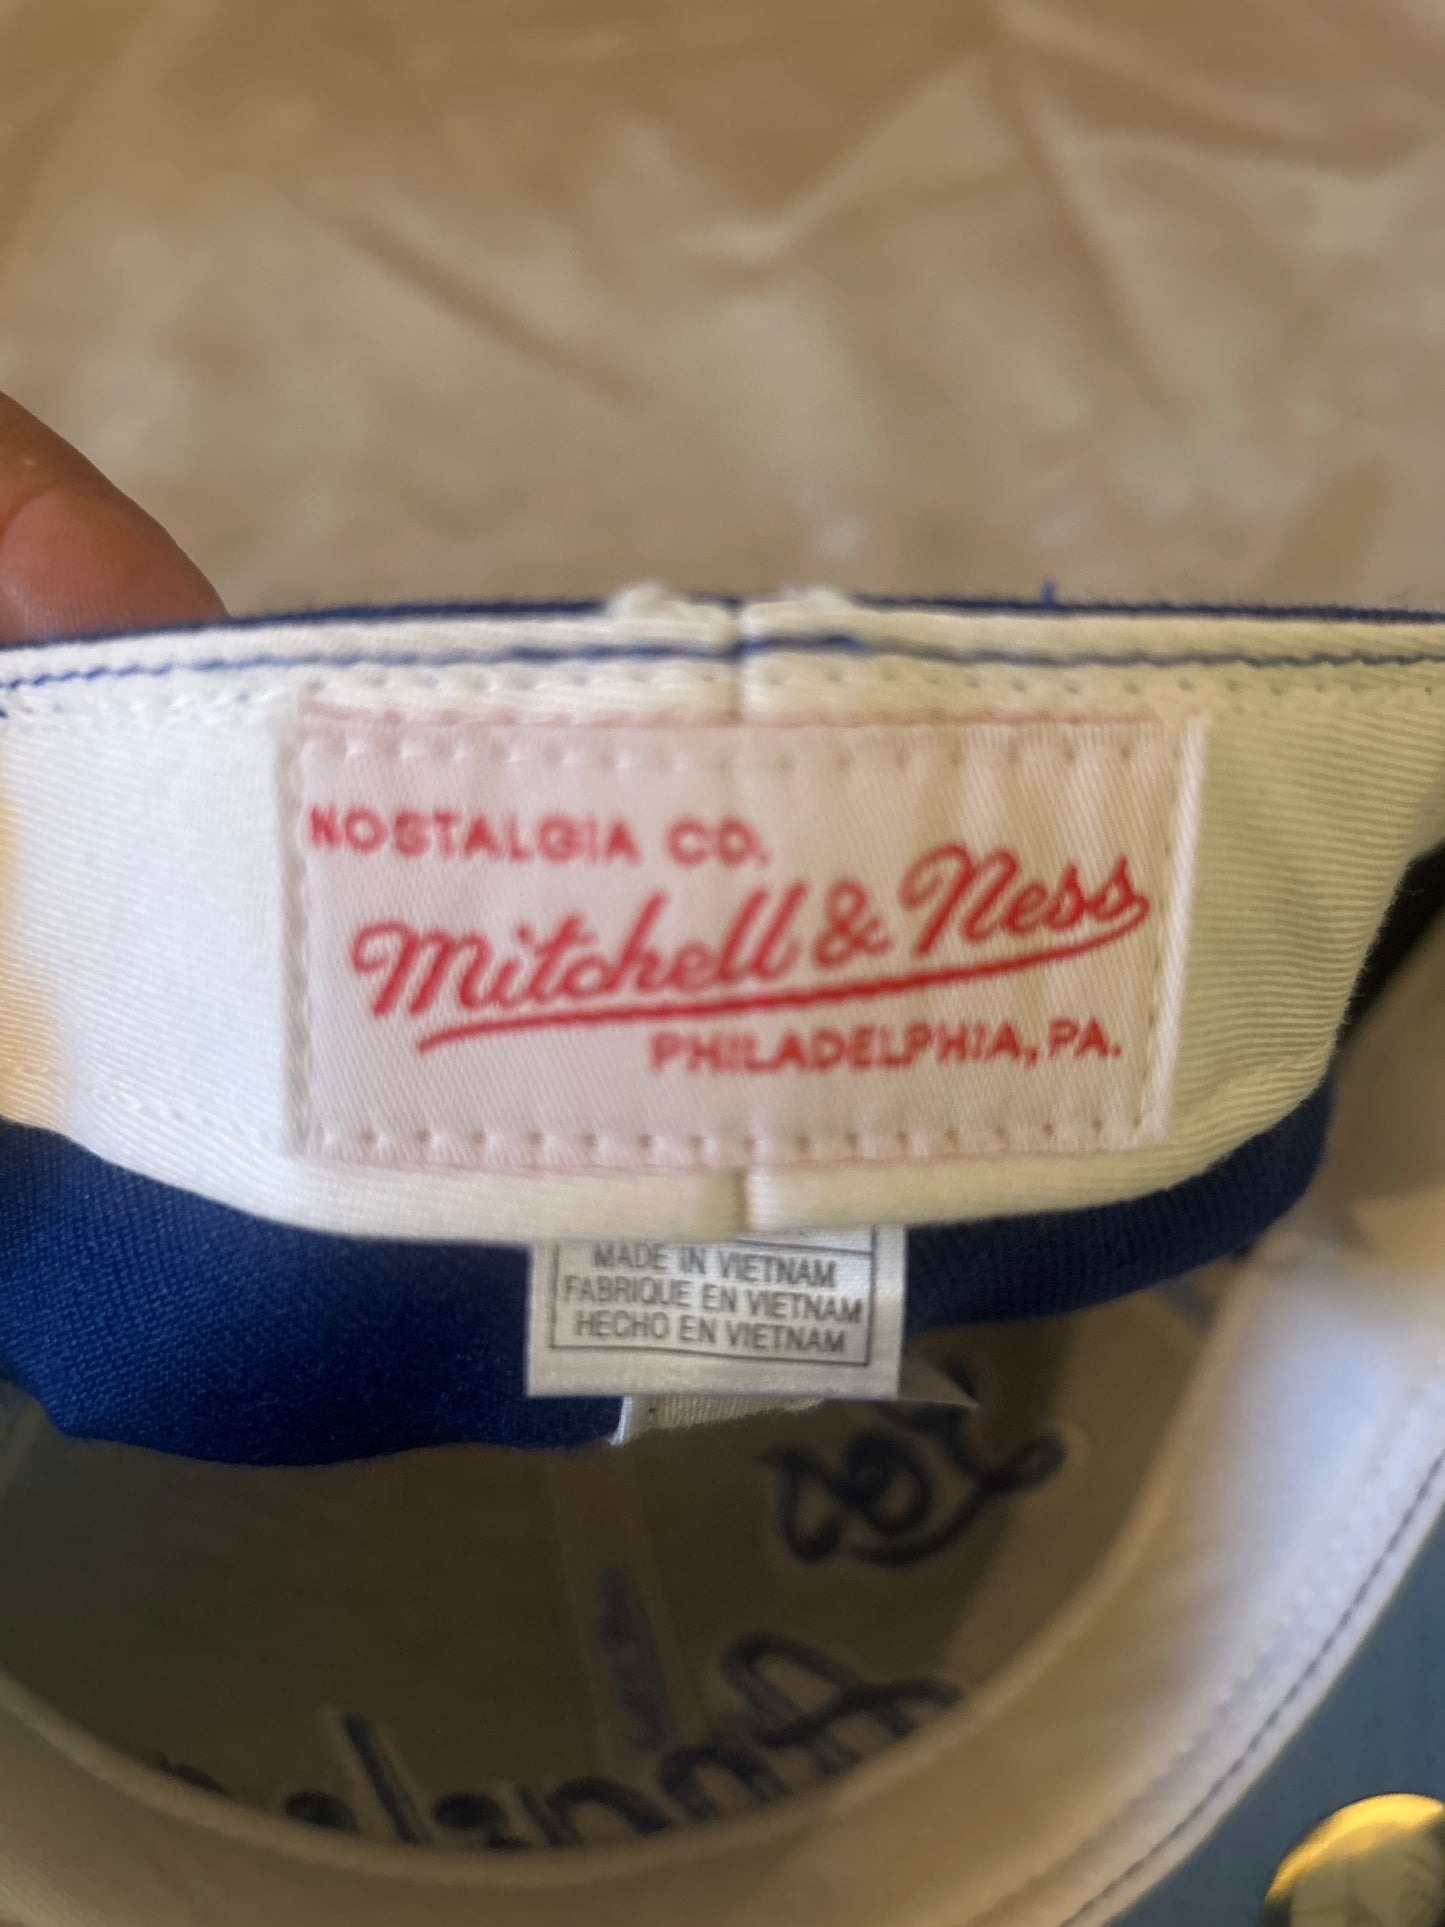 NOSTALGIA CO.
Mitchell & Ness
PHILADELPHIA, PA.
MADE IN VIETNAM
FABRIQUE EN VIETNAM
HECHO EN VIETNAM